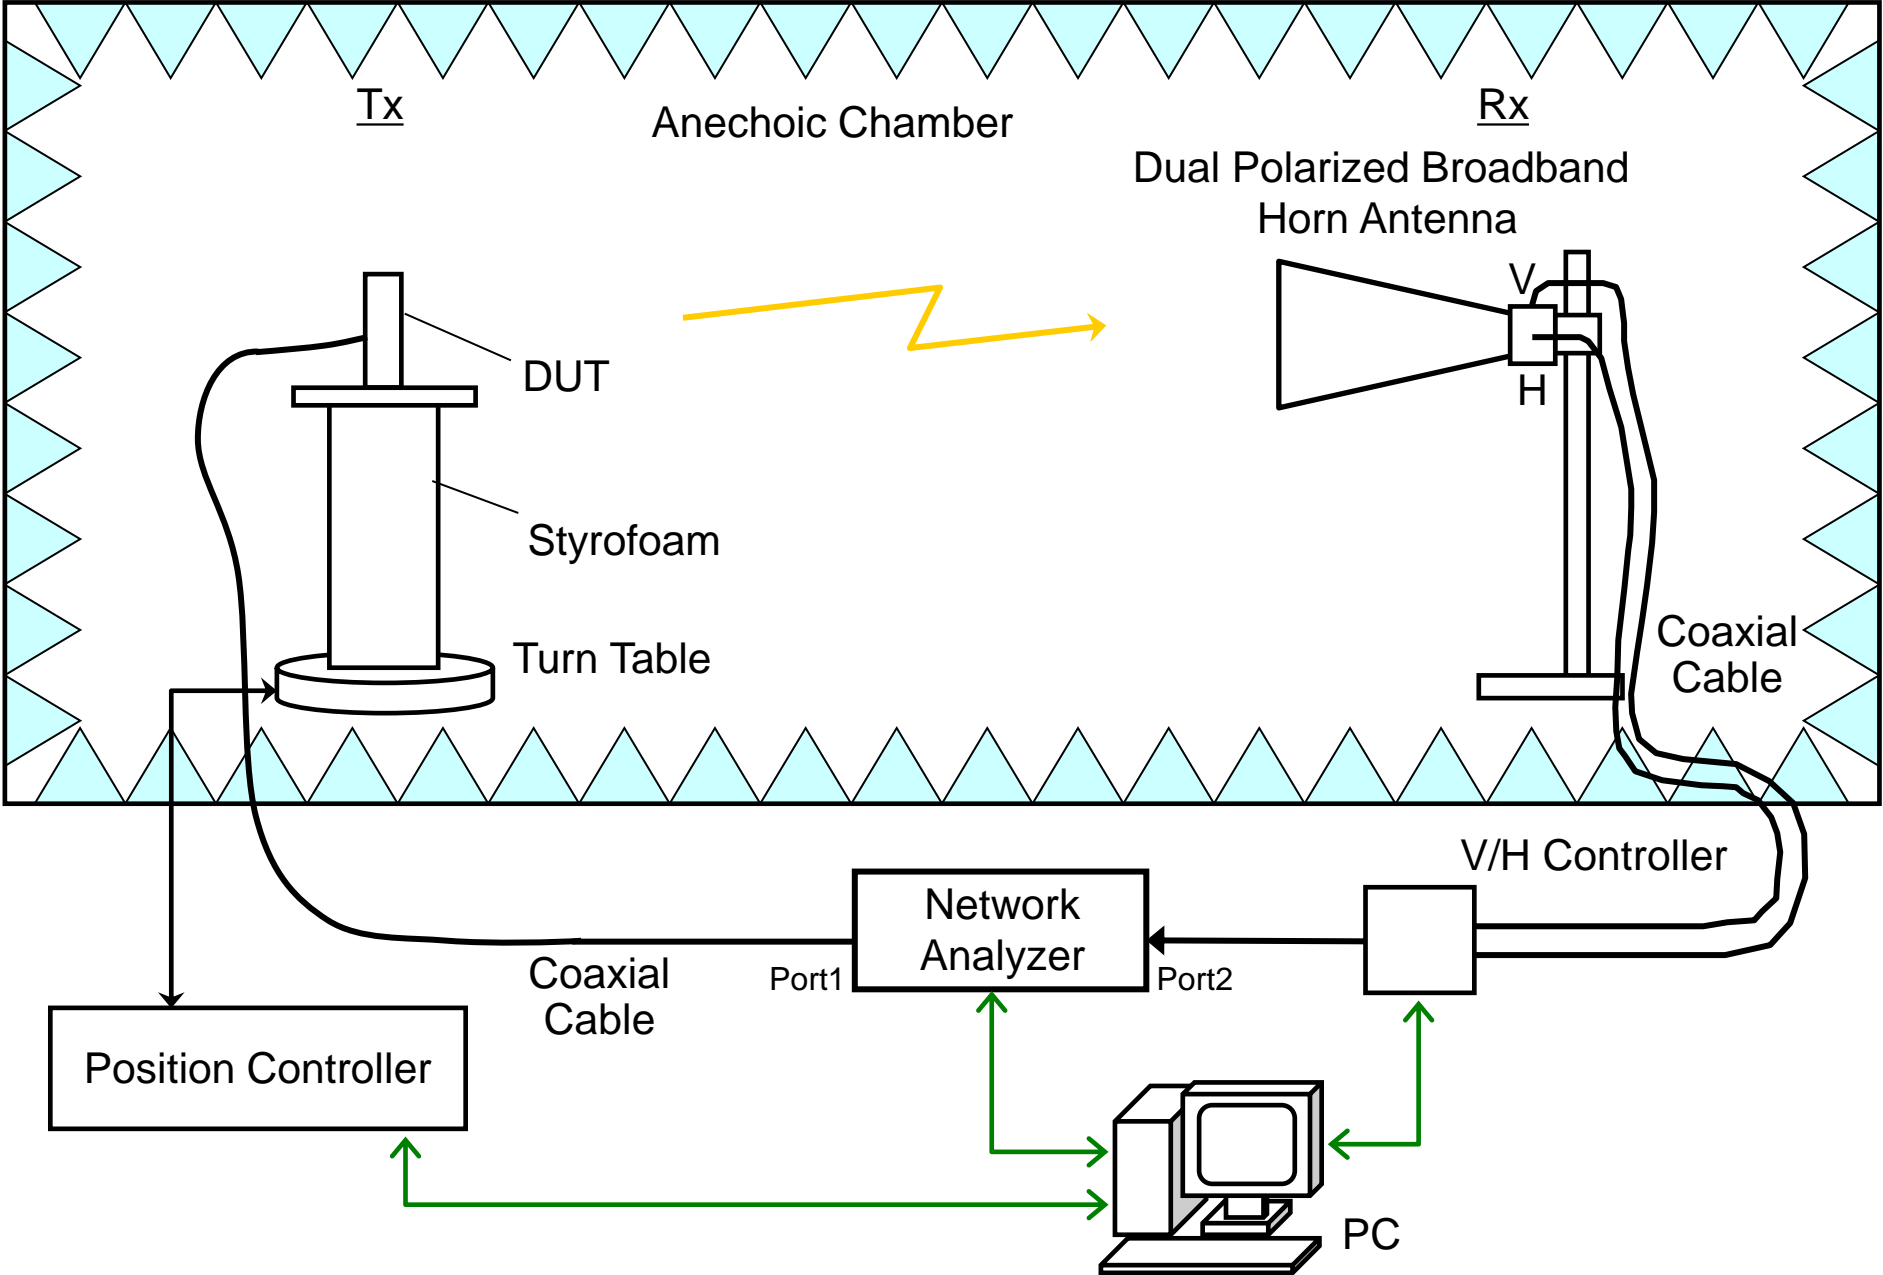 Tx
Anechoic Chamber
Rx
Dual Polarized Broadband
Horn Antenna
V
H
DUT
Styrofoam
Turn Table
Coaxial
Cable
V/H Controller
Network
Analyzer
Port1
Port2
Coaxial
Cable
Position Controller
PC